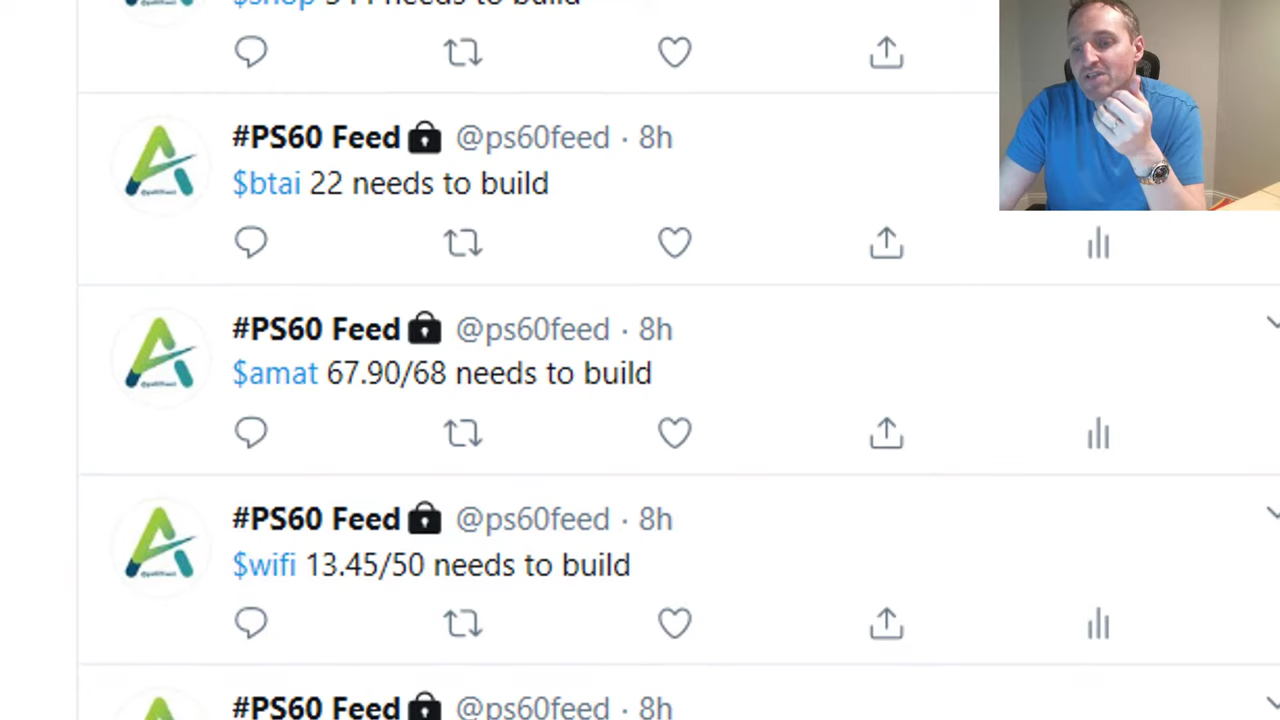 $shop 344 needs to build
#PS60 Feed @ps60feed · 8h
$btai 22 needs to build
#PS60 Feed @ps60feed · 8h
$amat 67.90/68 needs to build
#PS60 Feed @ps60feed · 8h
$wifi 13.45/50 needs to build
#PS60 Feed @ps60feed · 8h